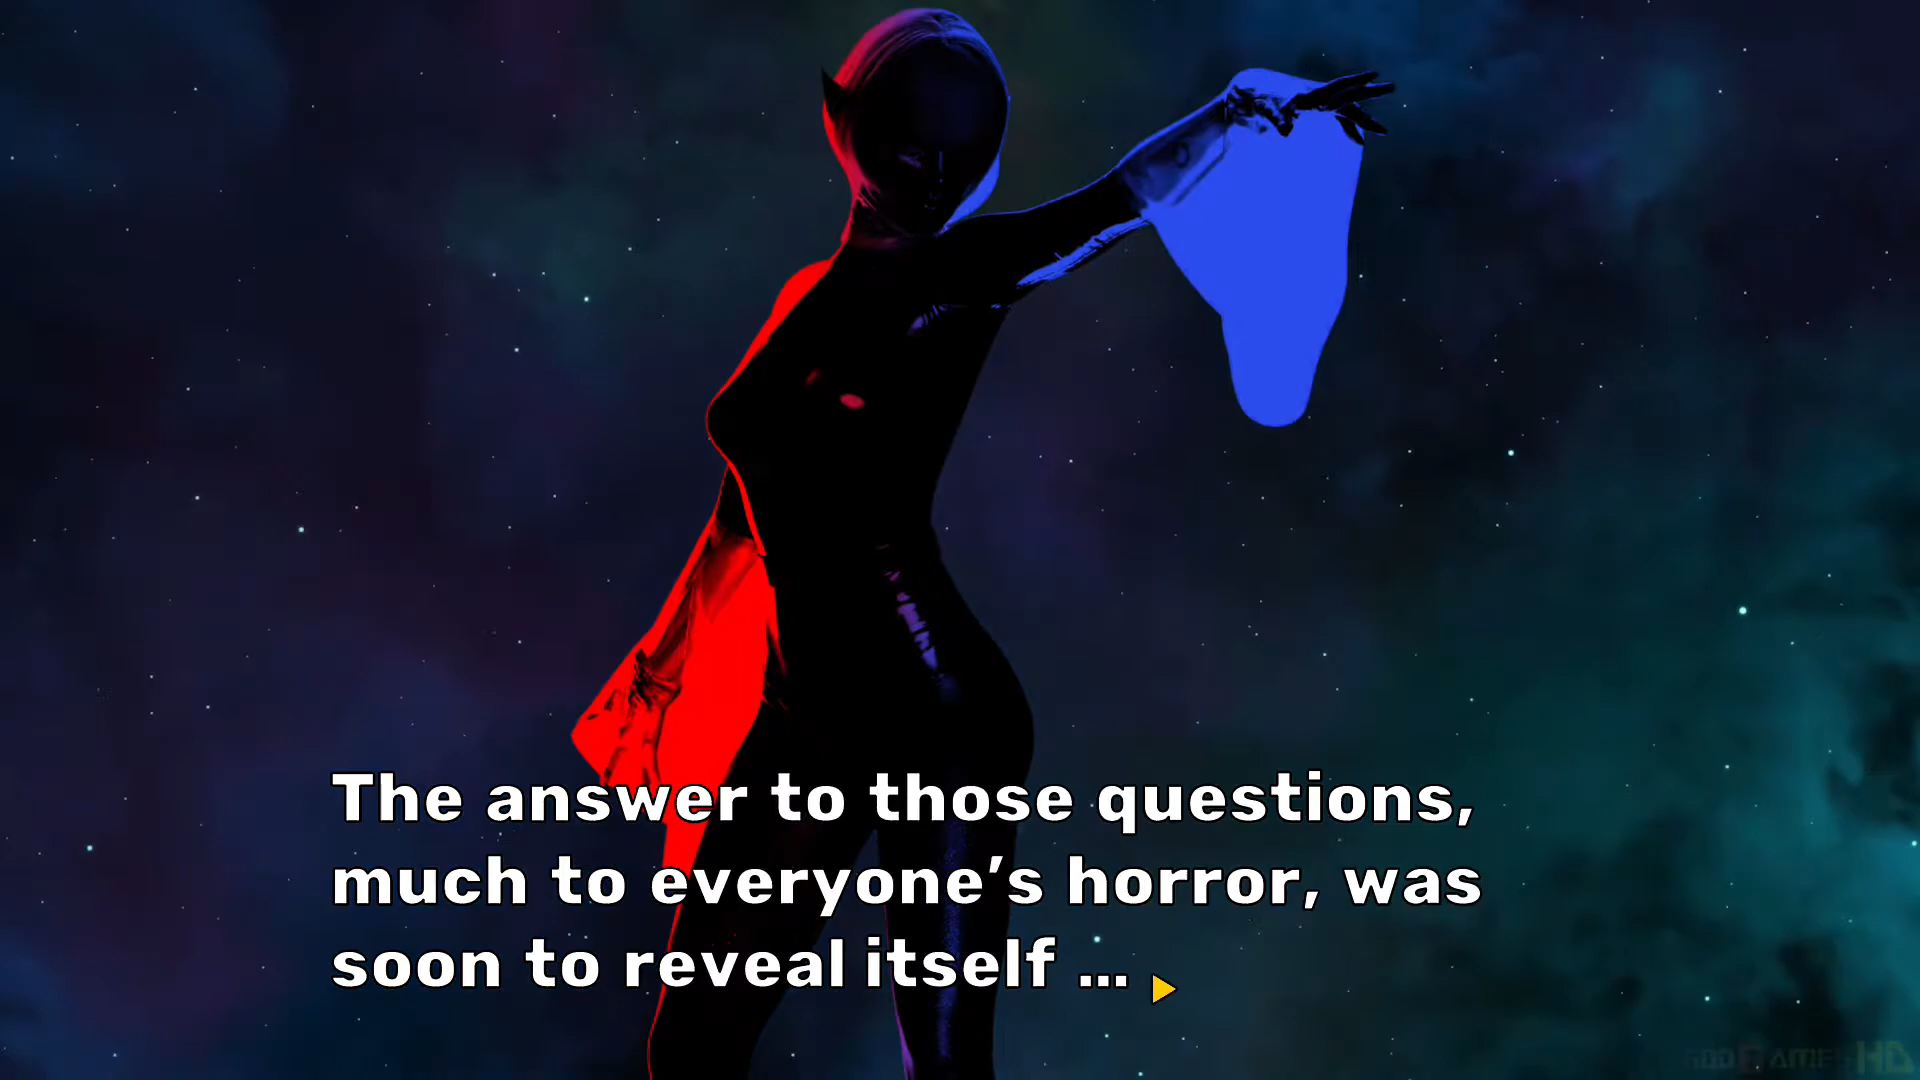 The answer to those questions,
much to everyone’s horror, was
soon to reveal itself ...